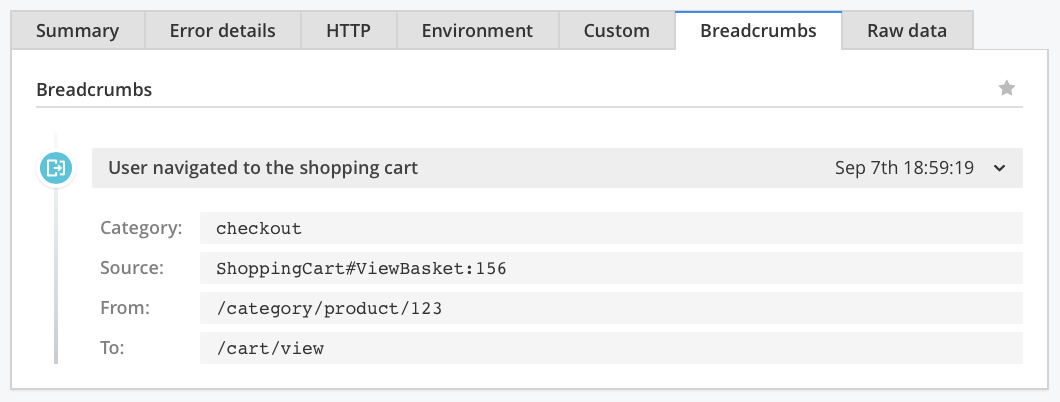 Summary Error details HTTP Environment Custom Breadcrumbs Raw data
Breadcrumbs
User navigated to the shopping cart Sep 7th 18:59:19
Category: checkout
Source: ShoppingCart#ViewBasket:156
From: /category/product/123
To: /cart/view